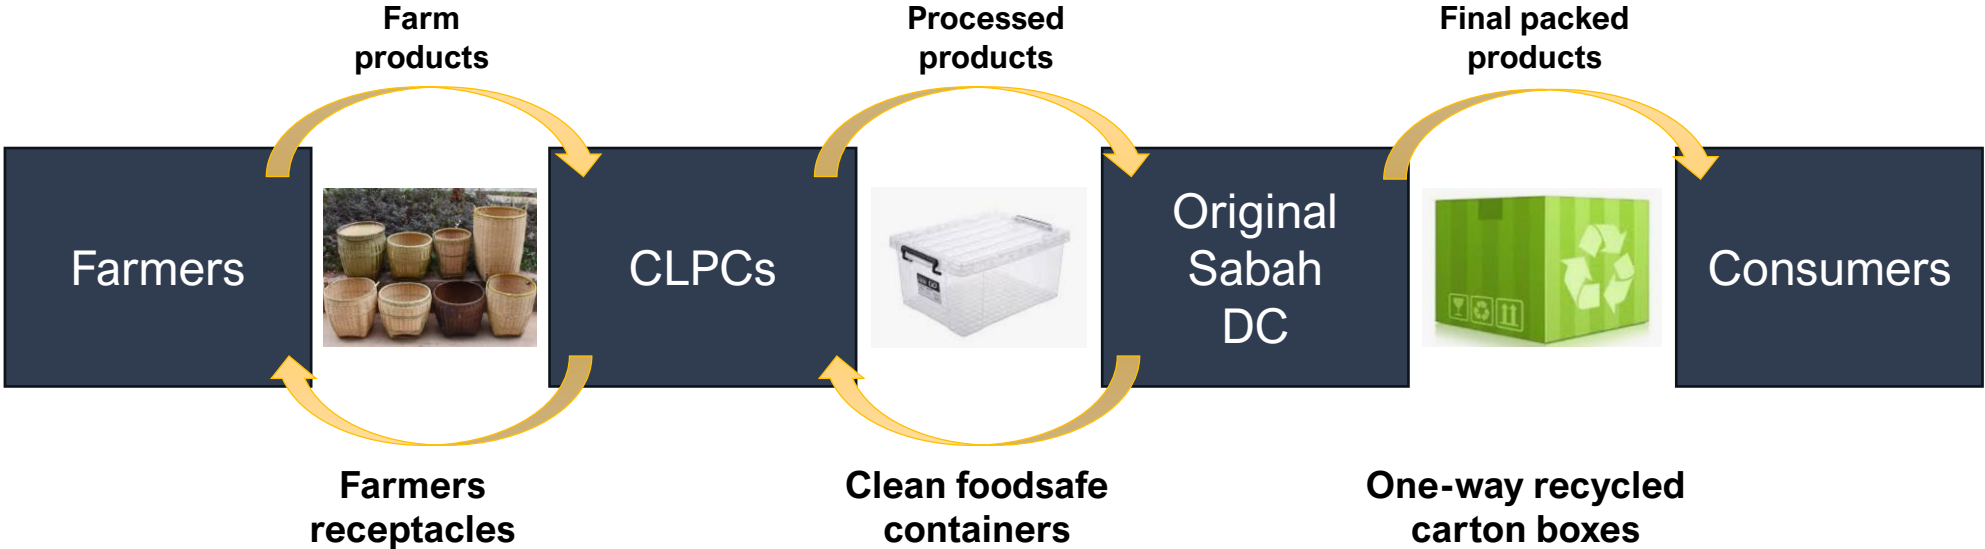 Farm
products
Processed
products
Final packed
products
Farmers
CLPCs
Original
Sabah
DC
Consumers
Farmers
receptacles
Clean foodsafe
containers
One-way recycled
carton boxes